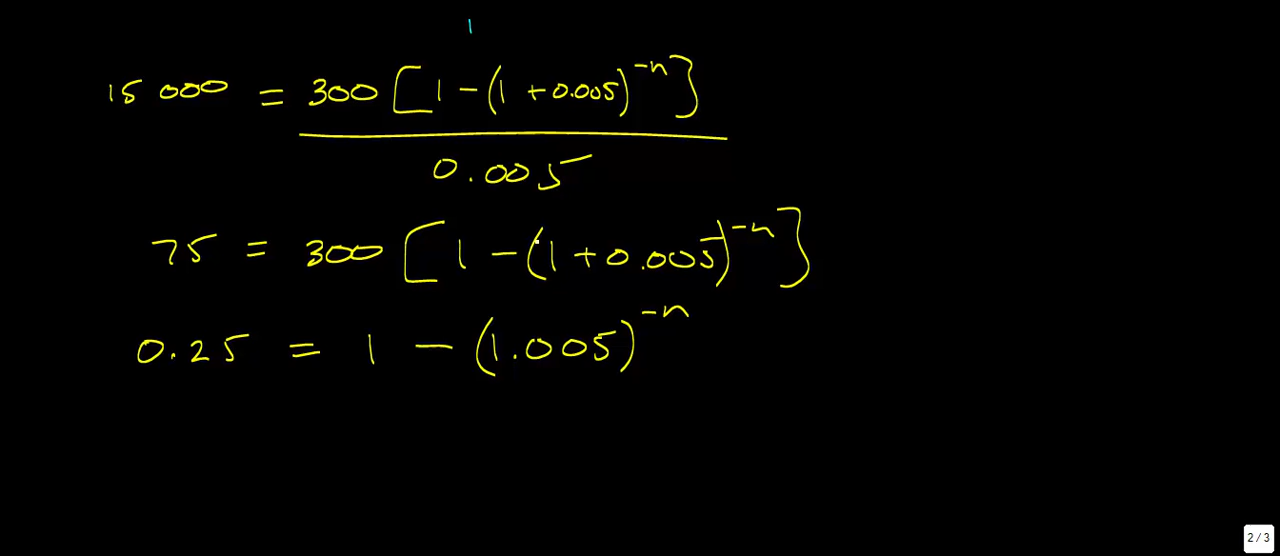 15 000 = 300 [ 1 - (1 + 0.005)^-n ]
0.005
75 = 300 [ 1 - (1 + 0.005)^-n ]
0.25 = 1 - (1.005)^-n
2 / 3